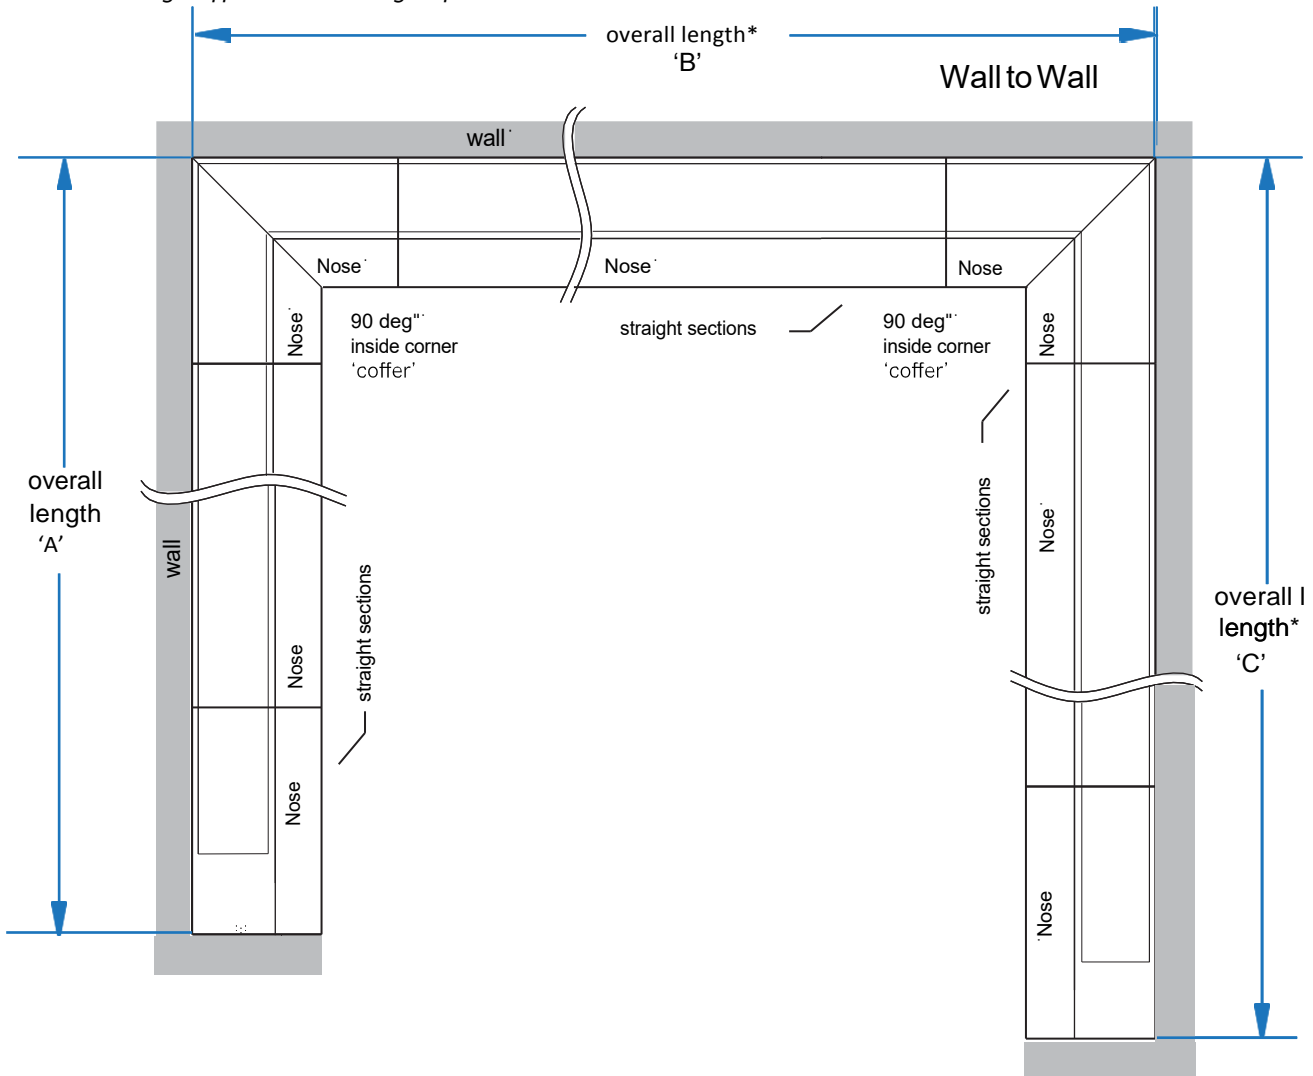 overall length*
‘B’
Wall to Wall
wall
Nose
Nose
Nose
Nose
90 deg"
inside corner
‘coffer’
straight sections
90 deg"
inside corner
‘coffer’
Nose
overall
length
‘A’
wall
straight sections
Nose
Nose
straight sections
Nose
Nose
overall l
length*
‘C’